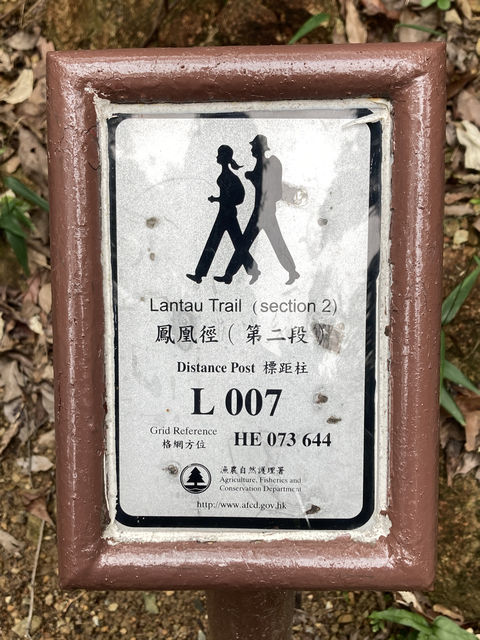 Lantau Trail (section 2)
鳳凰徑（第二段）
Distance Post 標距柱
L 007
Grid Reference
格網方位
HE 073 644
漁農自然護理署
Agriculture, Fisheries and
Conservation Department
http://www.afcd.gov.hk